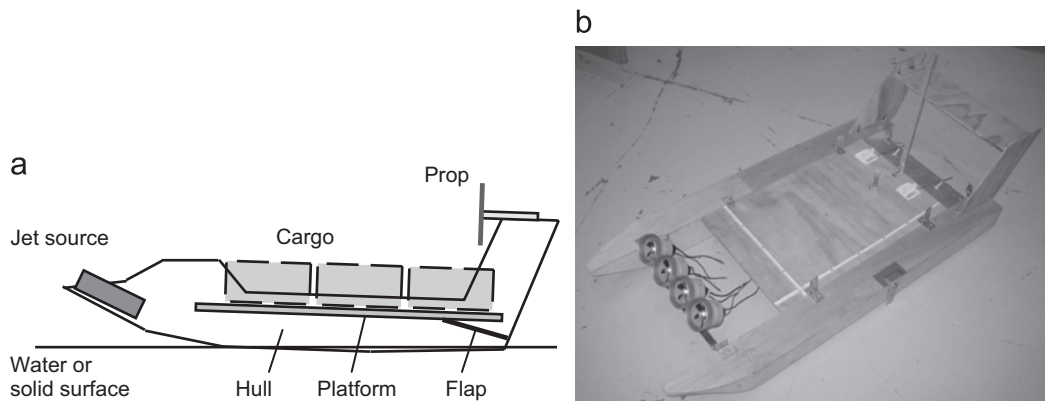 a
Jet source
Cargo
Prop
Water or
solid surface
Hull
Platform
Flap
b